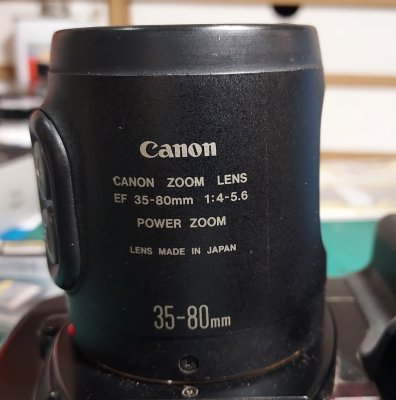 Canon
CANON ZOOM LENS
EF 35-80mm 1:4-5.6
POWER ZOOM
LENS MADE IN JAPAN
35-80mm